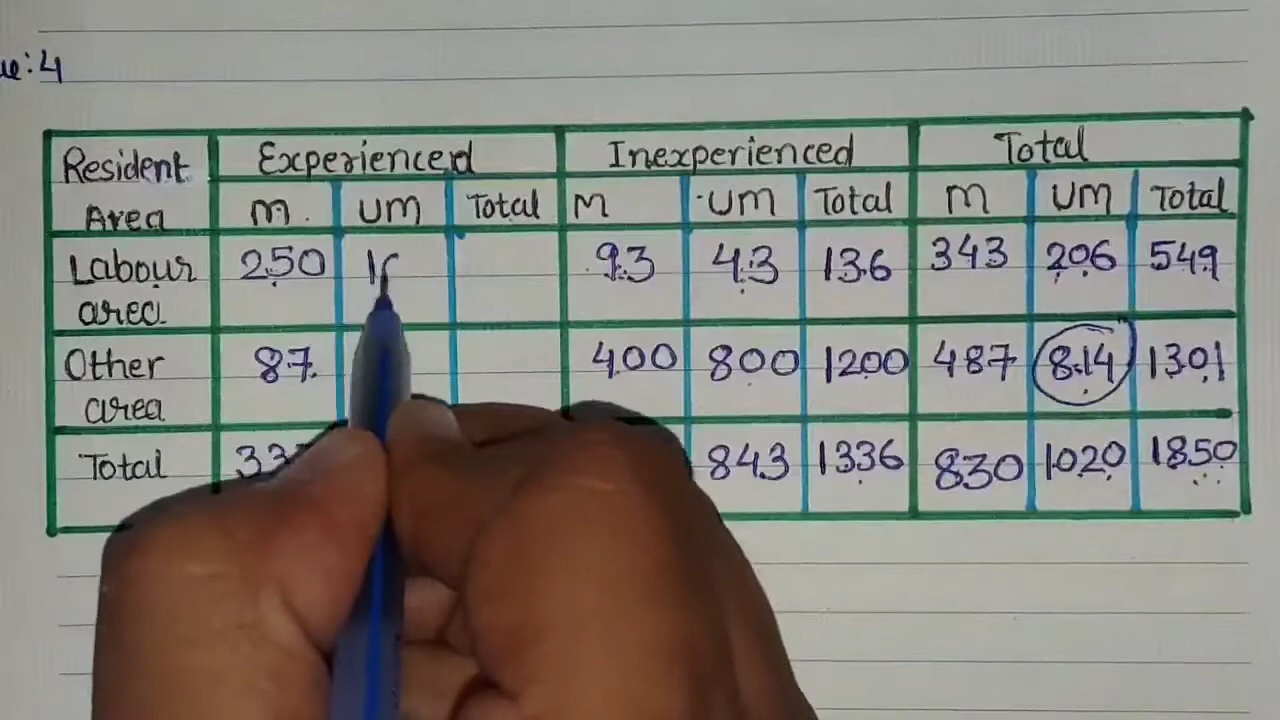 :4
Resident Area Experienced Inexperienced Total
M. UM Total M UM Total M UM Total
Labour area 250 93 43 136 343 206 549
Other area 87 400 800 1200 487 814 1301
Total 843 1336 830 1020 1850